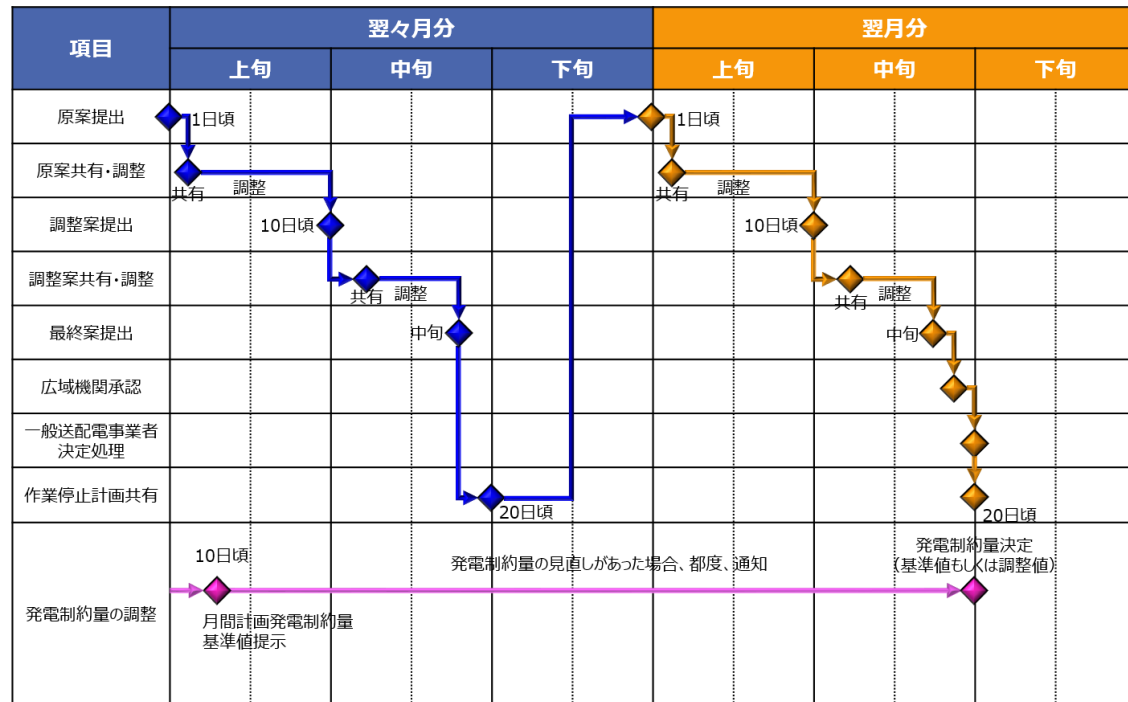 項目
翌々月分
翌月分
上旬
中旬
下旬
上旬
中旬
下旬
原案提出
1日頃
1日頃
原案共有・調整
共有
調整
共有
調整
調整案提出
10日頃
10日頃
調整案共有・調整
共有
調整
共有
調整
最終案提出
中旬
中旬
広域機関承認
一般送配電事業者
決定処理
作業停止計画共有
20日頃
20日頃
発電制約量の調整
10日頃
月間計画発電制約量
基準値提示
発電制約量の見直しがあった場合、都度、通知
発電制約量決定
（基準値もしくは調整値）